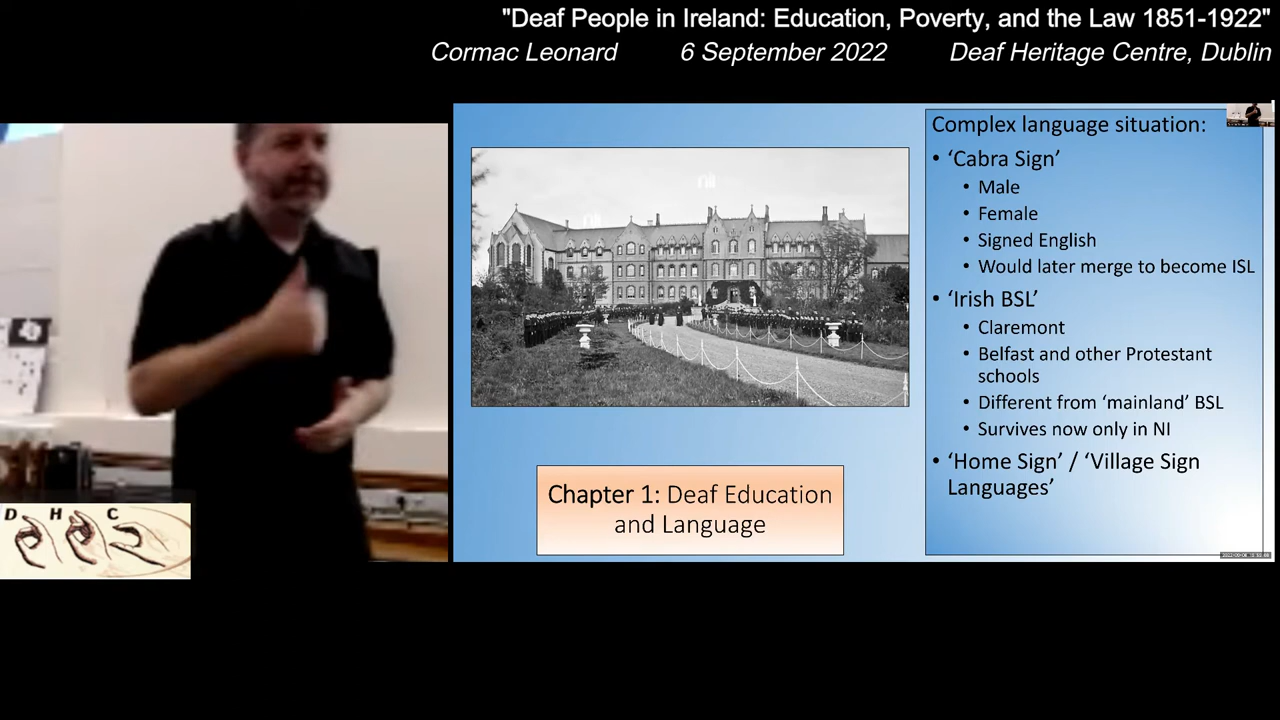 "Deaf People in Ireland: Education, Poverty, and the Law 1851-1922"
Cormac Leonard 6 September 2022 Deaf Heritage Centre, Dublin
Complex language situation:
• ‘Cabra Sign’
• Male
• Female
• Signed English
• Would later merge to become ISL
• ‘Irish BSL’
• Claremont
• Belfast and other Protestant
schools
• Different from ‘mainland’ BSL
• Survives now only in NI
• ‘Home Sign’ / ‘Village Sign
Languages’
Chapter 1: Deaf Education
and Language
D H C